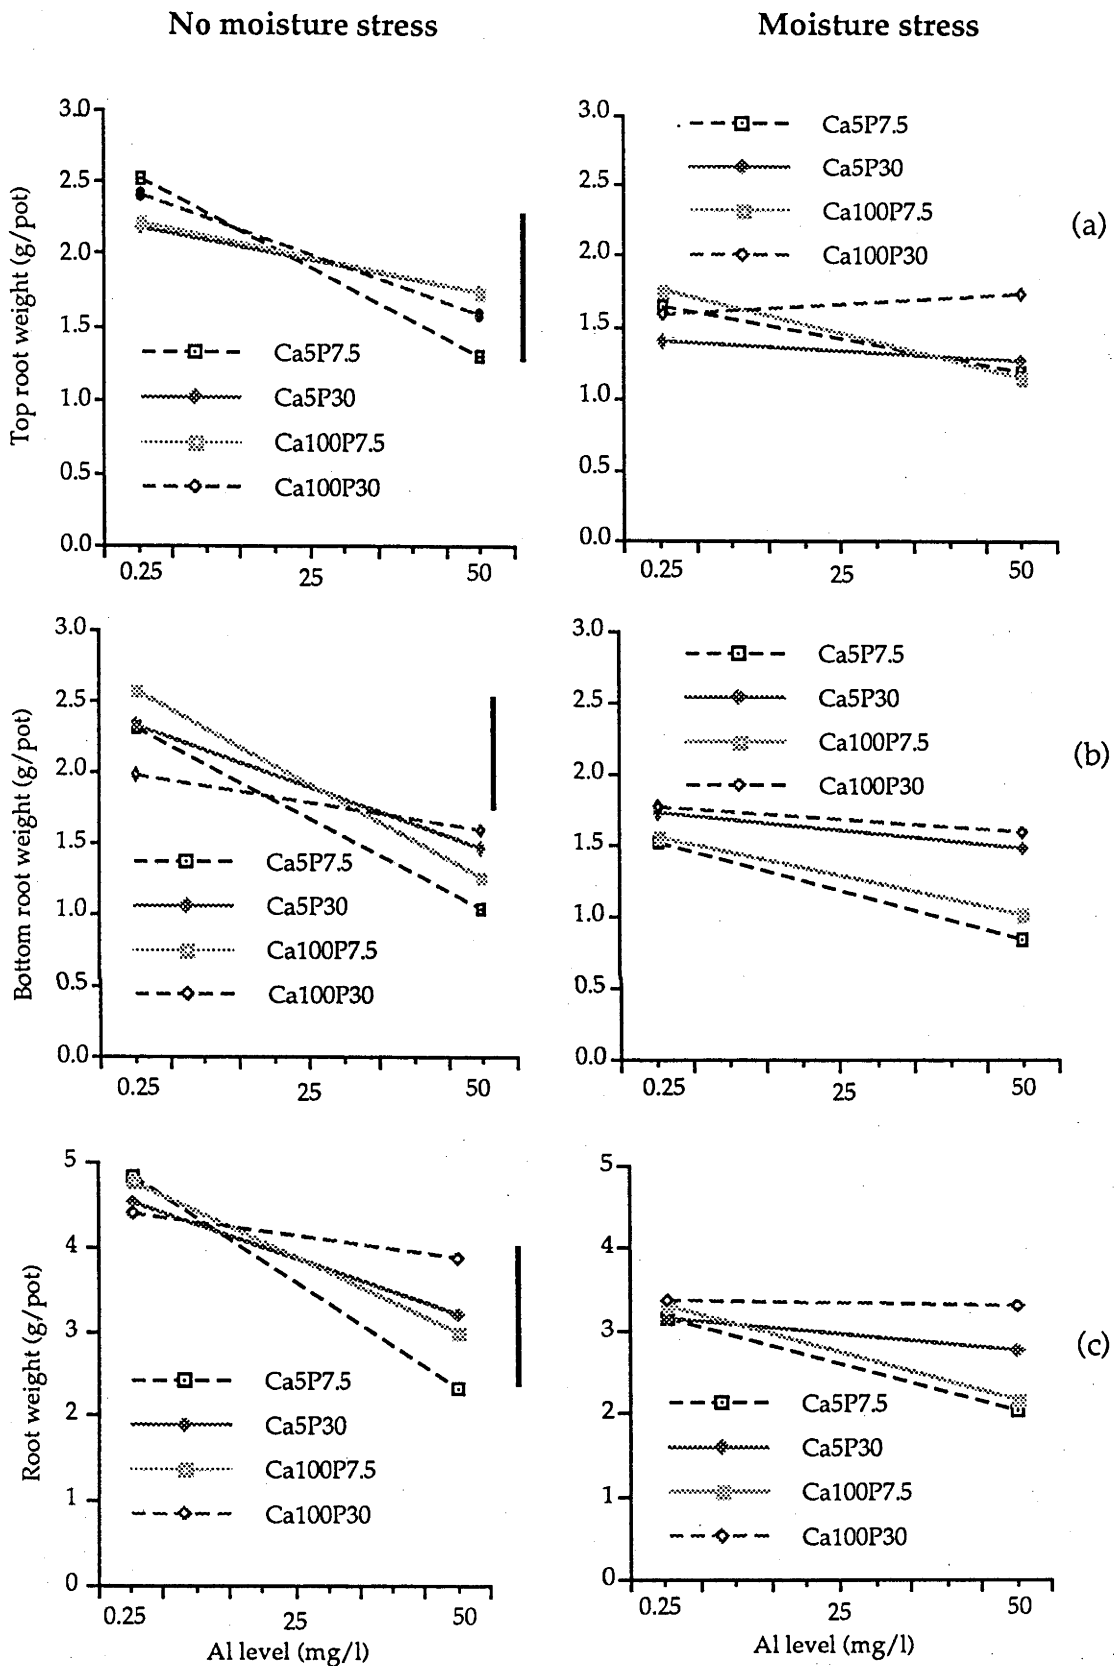 No moisture stress
Moisture stress
Top root weight (g/pot)
3.0
2.5
2.0
1.5
1.0
0.5
0.0
Ca5P7.5
Ca5P30
Ca100P7.5
Ca100P30
0.25 25 50
3.0
2.5
2.0
1.5
1.0
0.5
0.0
Ca5P7.5
Ca5P30
Ca100P7.5
Ca100P30
0.25 25 50
(a)
Bottom root weight (g/pot)
3.0
2.5
2.0
1.5
1.0
0.5
0.0
Ca5P7.5
Ca5P30
Ca100P7.5
Ca100P30
0.25 25 50
3.0
2.5
2.0
1.5
1.0
0.5
0.0
Ca5P7.5
Ca5P30
Ca100P7.5
Ca100P30
0.25 25 50
(b)
Root weight (g/pot)
5
4
3
2
1
0
Ca5P7.5
Ca5P30
Ca100P7.5
Ca100P30
0.25 25 50
Al level (mg/l)
5
4
3
2
1
0
Ca5P7.5
Ca5P30
Ca100P7.5
Ca100P30
0.25 25 50
Al level (mg/l)
(c)